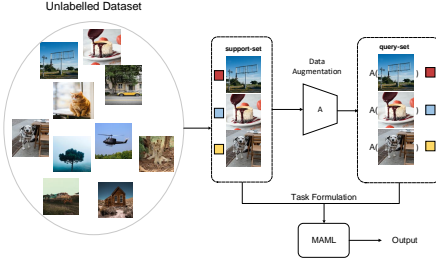 Unlabelled Dataset
support-set
Data
Augmentation
A
query-set
A( )
A( )
A( )
Task Formulation
MAML
Output